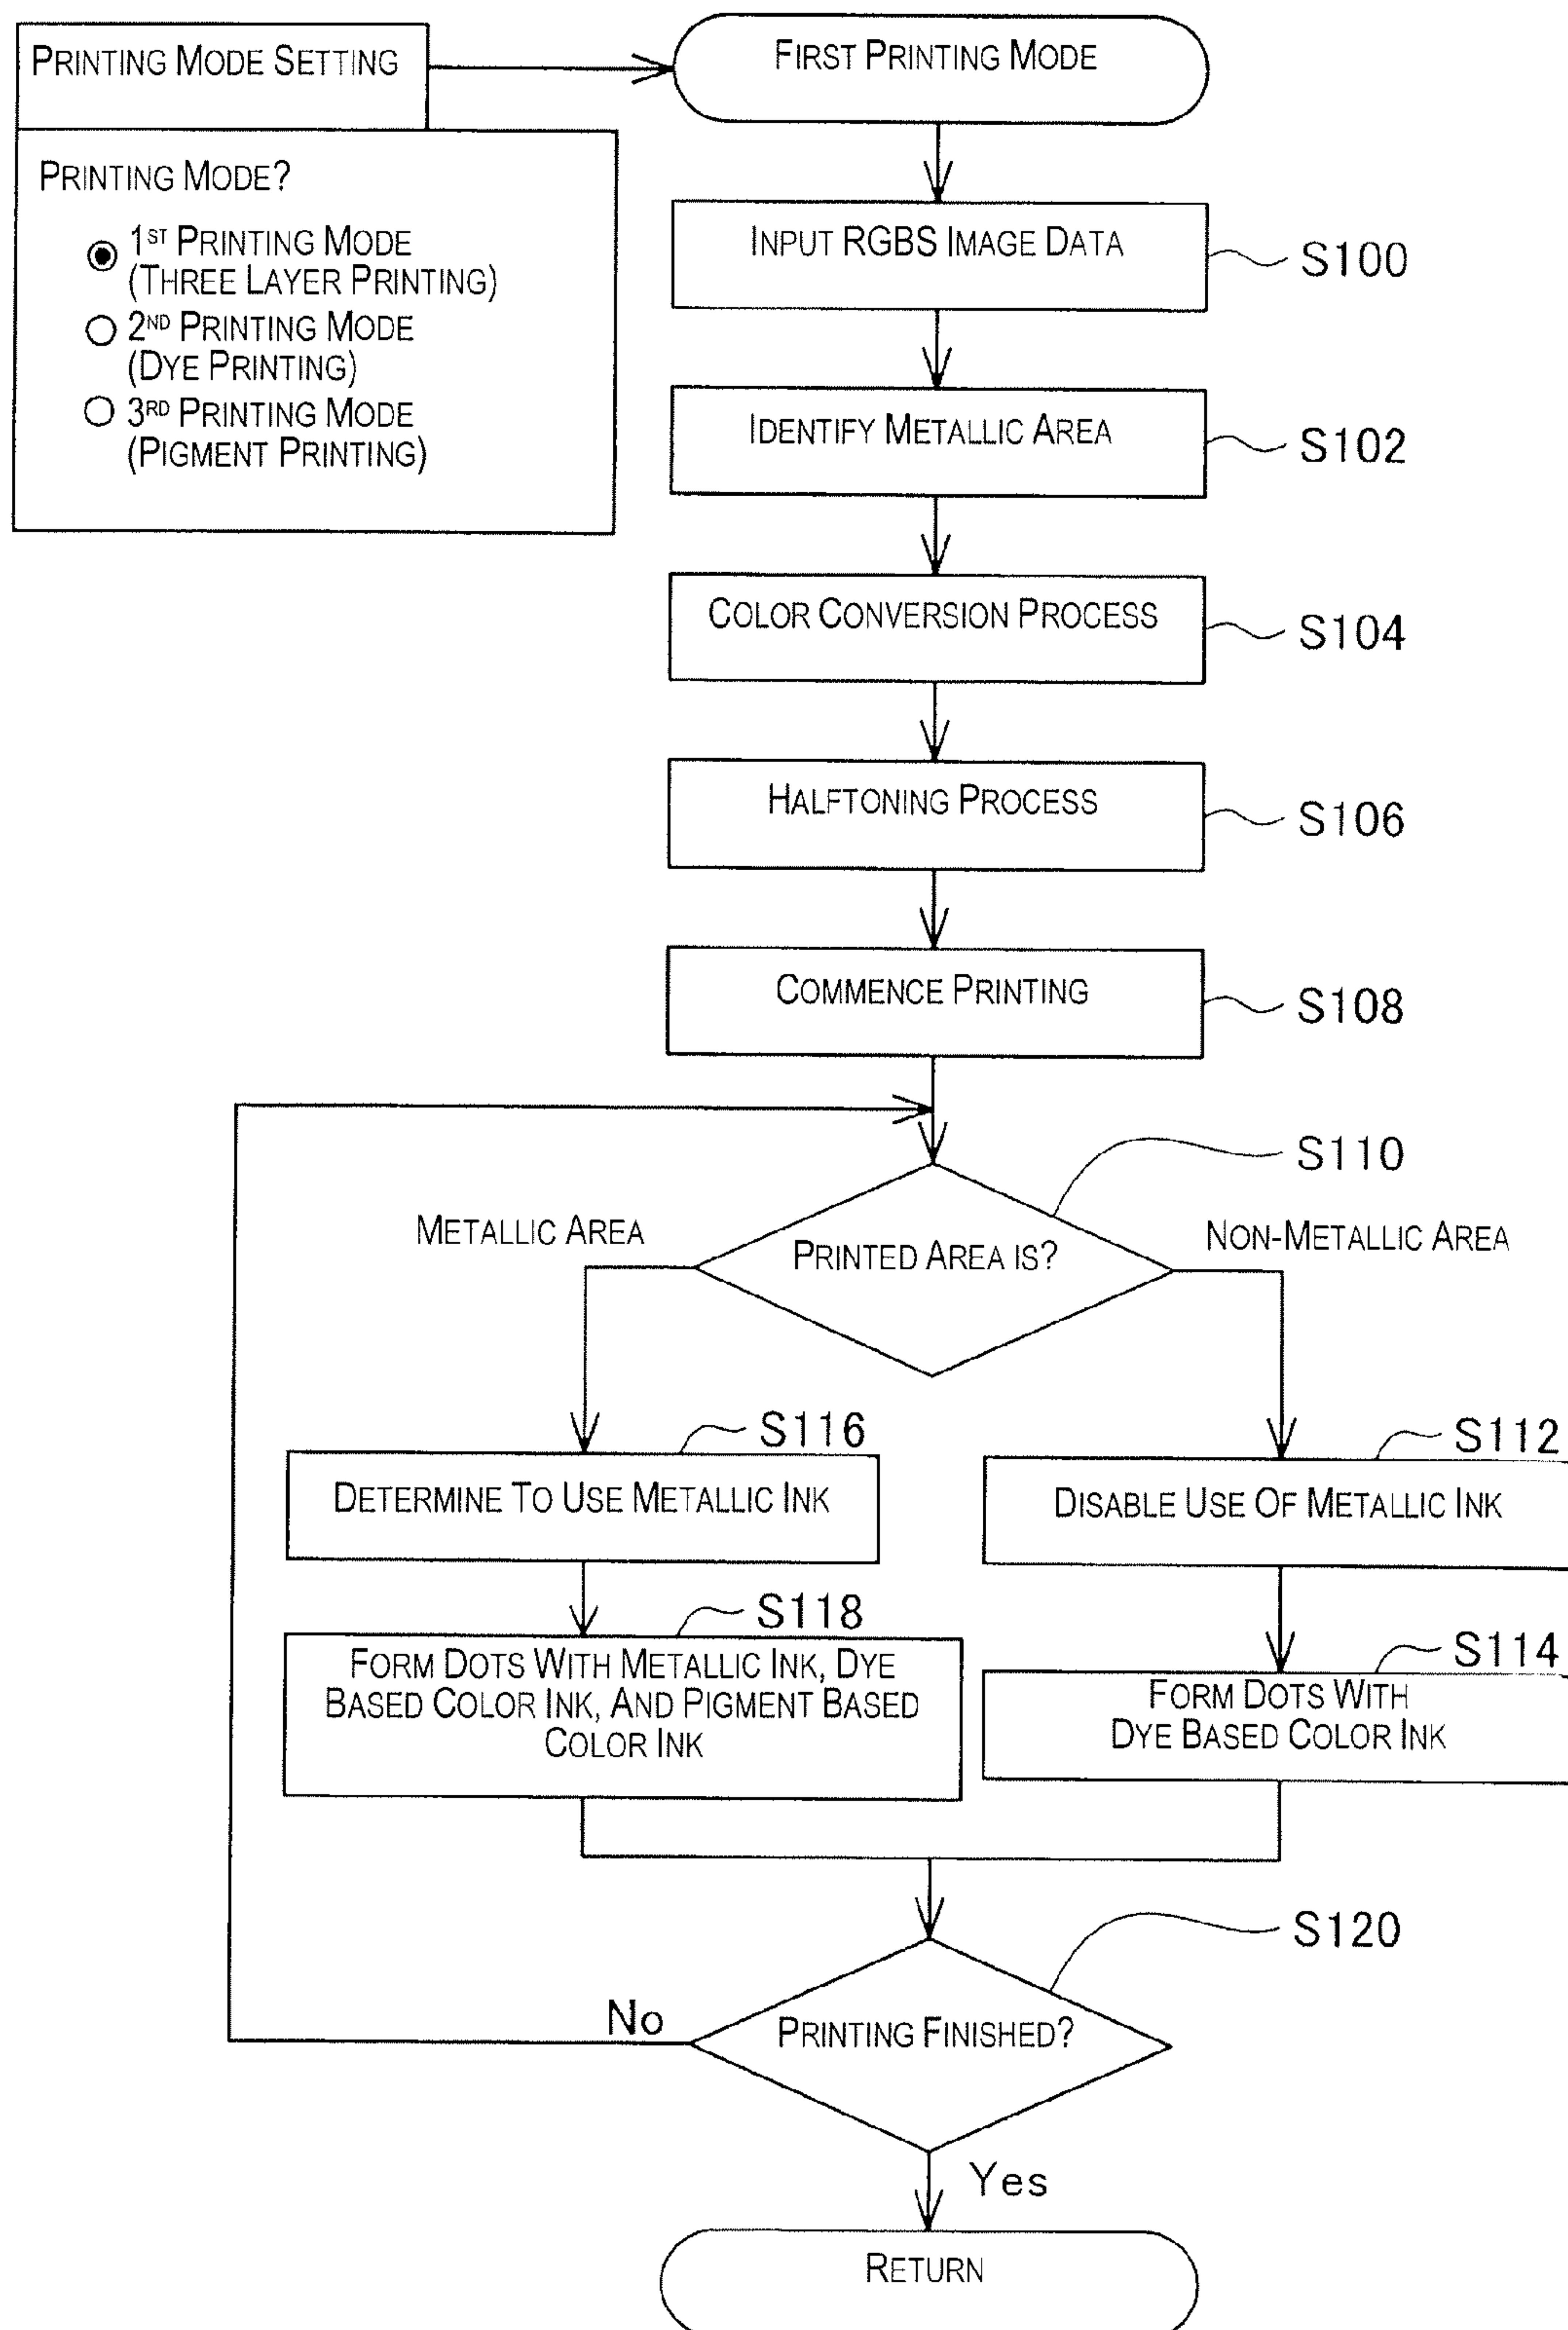 PRINTING MODE SETTING
FIRST PRINTING MODE
PRINTING MODE?
1ST PRINTING MODE
(THREE LAYER PRINTING)
2ND PRINTING MODE
(DYE PRINTING)
3RD PRINTING MODE
(PIGMENT PRINTING)
INPUT RGBS IMAGE DATA
S100
IDENTIFY METALLIC AREA
S102
COLOR CONVERSION PROCESS
S104
HALFTONING PROCESS
S106
COMMENCE PRINTING
S108
S110
METALLIC AREA
PRINTED AREA IS?
NON-METALLIC AREA
S116
DETERMINE TO USE METALLIC INK
S112
DISABLE USE OF METALLIC INK
S118
FORM DOTS WITH METALLIC INK, DYE
BASED COLOR INK, AND PIGMENT BASED
COLOR INK
S114
FORM DOTS WITH
DYE BASED COLOR INK
S120
No
PRINTING FINISHED?
Yes
RETURN